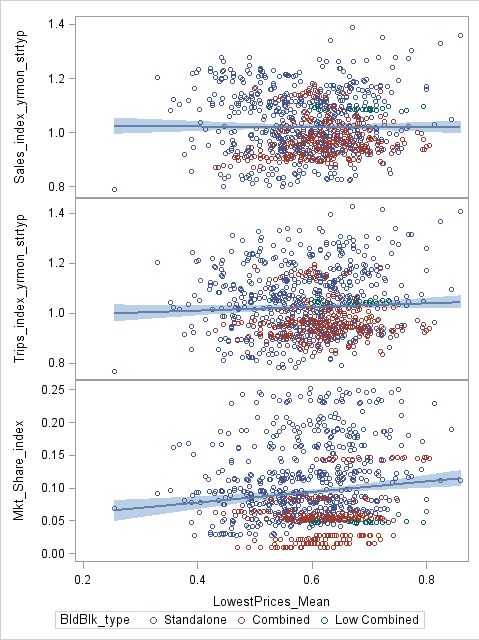 Sales_index_yrmon_strtyp
1.4
1.2
1.0
0.8
Trips_index_yrmon_strtyp
1.4
1.2
1.0
0.8
Mkt_Share_index
0.25
0.20
0.15
0.10
0.05
0.00
0.2 0.4 0.6 0.8
LowestPrices_Mean
BldBlk_type Standalone Combined Low Combined